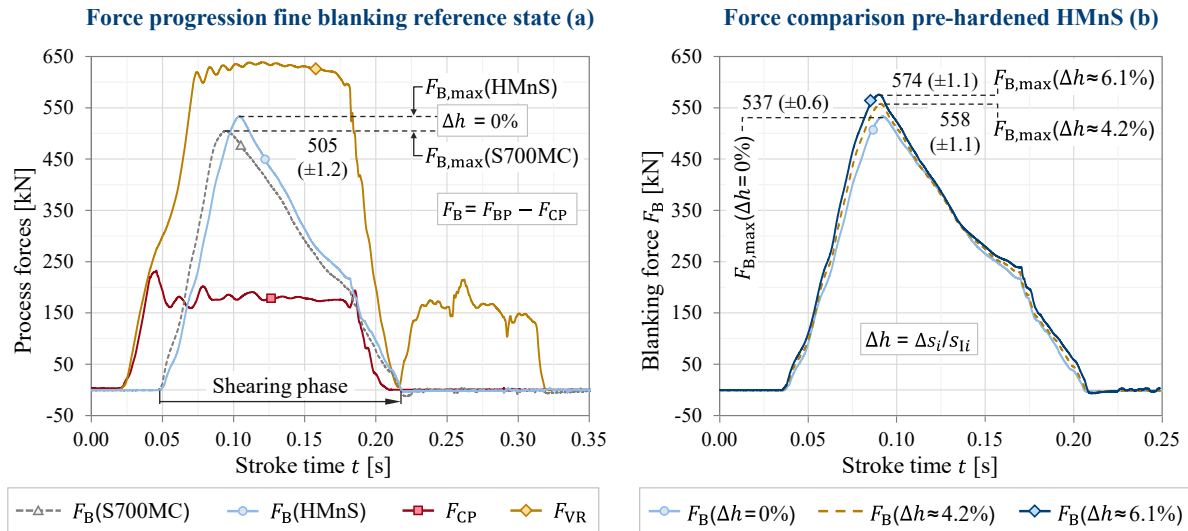 Force progression fine blanking reference state (a)
Process forces [kN]
650
550
450
350
250
150
50
-50
F_B,max(HMnS)
Δh = 0%
F_B,max(S700MC)
505
(±1.2)
F_B = F_BP − F_CP
Shearing phase
0.00 0.05 0.10 0.15 0.20 0.25 0.30 0.35
Stroke time t [s]
F_B(S700MC) F_B(HMnS) F_CP F_VR
Force comparison pre-hardened HMnS (b)
Blanking force F_B [kN]
650
550
450
350
250
150
50
-50
574 (±1.1)
F_B,max(Δh≈6.1%)
537 (±0.6)
558
(±1.1)
F_B,max(Δh≈4.2%)
F_B,max(Δh=0%)
Δh = Δs_i/s_Ii
0.00 0.05 0.10 0.15 0.20 0.25
Stroke time t [s]
F_B(Δh=0%) F_B(Δh≈4.2%) F_B(Δh≈6.1%)